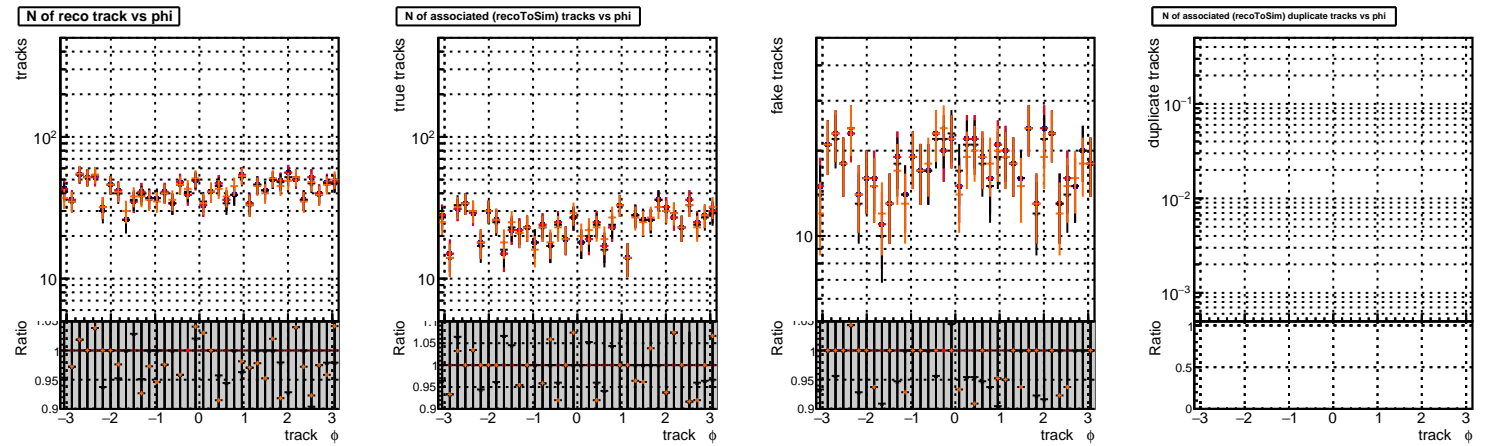 N of reco track vs phi
tracks
10²
10
Ratio
1.05
1
0.95
0.9
−3 −2 −1 0 1 2 3
track ϕ
N of associated (recoToSim) tracks vs phi
true tracks
10²
10
Ratio
1.1
1.05
1
0.95
0.9
−3 −2 −1 0 1 2 3
track ϕ
fake tracks
10
Ratio
1.05
1
0.95
0.9
−3 −2 −1 0 1 2 3
track ϕ
N of associated (recoToSim) duplicate tracks vs phi
duplicate tracks
10⁻¹
10⁻²
10⁻³
Ratio
1
0.5
0
−3 −2 −1 0 1 2 3
track ϕ